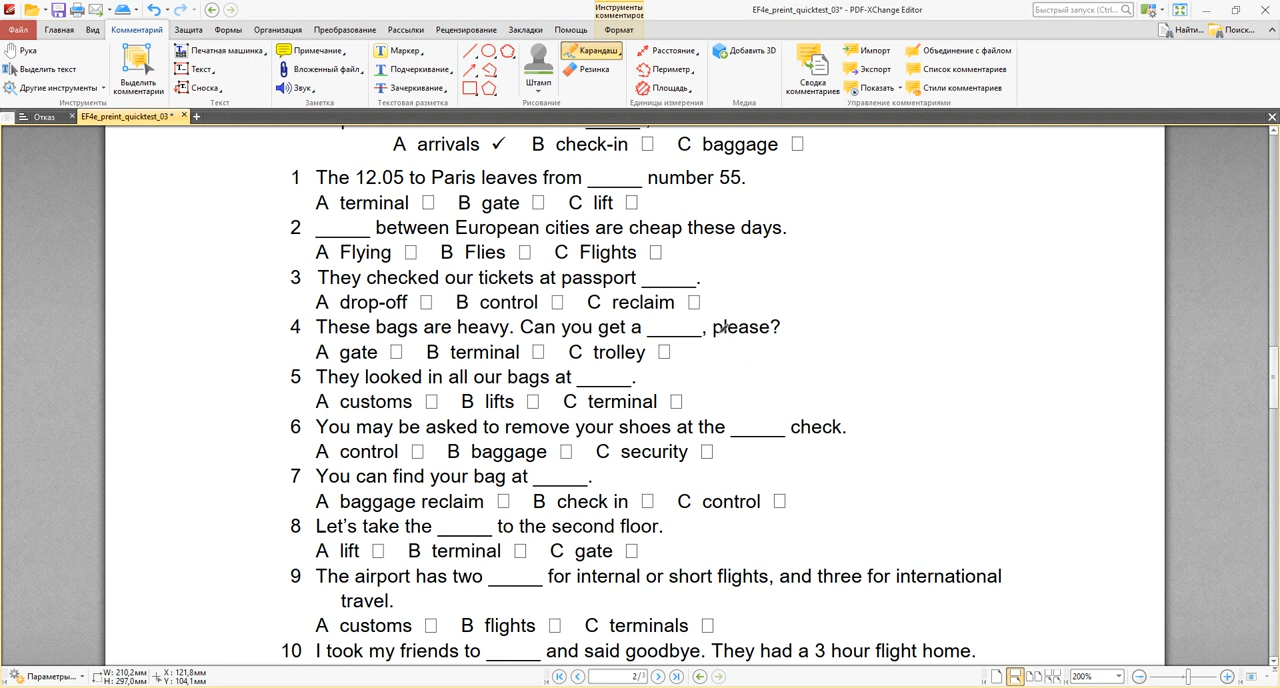 Инструменты
комментиров
EF4e_preint_quicktest_03* - PDF-XChange Editor
Быстрый запуск (Ctrl...
Файл Главная Вид Комментарий Защита Формы Организация Преобразование Рассылки Рецензирование Закладки Помощь Формат Найти... Поиск...
Рука
Выделить текст
Другие инструменты
Инструменты
Выделить
комментарии
Печатная машинка
Текст
Сноска
Текст
Примечание
Вложенный файл
Звук
Заметка
Маркер
Подчеркивание
Зачеркивание
Текстовая разметка
Штамп
Карандаш
Резинка
Рисование
Расстояние
Периметр
Площадь
Единицы измерения
Добавить 3D
Медиа
Сводка
комментариев
Импорт
Экспорт
Показать
Объединение с файлом
Список комментариев
Стили комментариев
Управление комментариями
Отказ EF4e_preint_quicktest_03 *
A arrivals ✓ B check-in □ C baggage □
1 The 12.05 to Paris leaves from _____ number 55.
A terminal □ B gate □ C lift □
2 _____ between European cities are cheap these days.
A Flying □ B Flies □ C Flights □
3 They checked our tickets at passport _____.
A drop-off □ B control □ C reclaim □
4 These bags are heavy. Can you get a _____, please?
A gate □ B terminal □ C trolley □
5 They looked in all our bags at _____.
A customs □ B lifts □ C terminal □
6 You may be asked to remove your shoes at the _____ check.
A control □ B baggage □ C security □
7 You can find your bag at _____.
A baggage reclaim □ B check in □ C control □
8 Let’s take the _____ to the second floor.
A lift □ B terminal □ C gate □
9 The airport has two _____ for internal or short flights, and three for international
travel.
A customs □ B flights □ C terminals □
10 I took my friends to _____ and said goodbye. They had a 3 hour flight home.
Параметры...
W: 210,2мм
H: 297,0мм
X: 121,8мм
Y: 104,1мм
200%